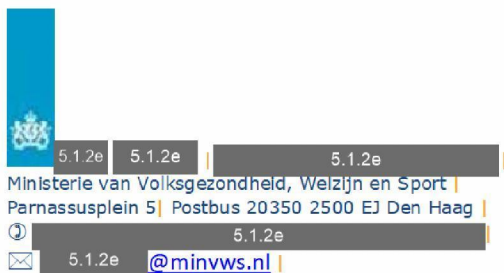 5.1.2e 5.1.2e | 5.1.2e |
Ministerie van Volksgezondheid, Welzijn en Sport |
Parnassusplein 5| Postbus 20350 2500 EJ Den Haag |
✆ 5.1.2e |
✉ 5.1.2e @minvws.nl |